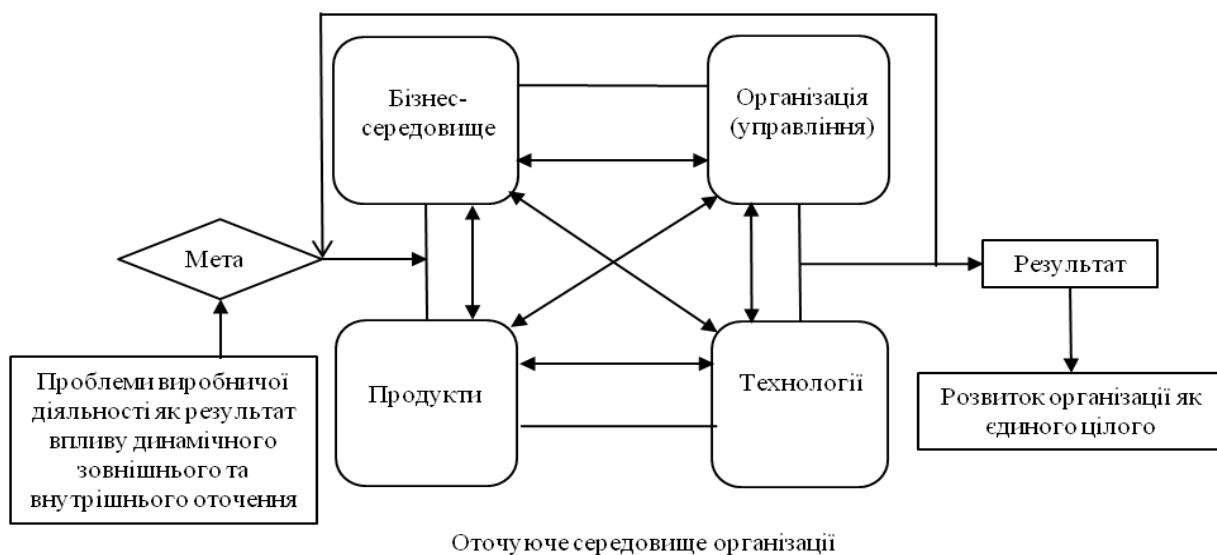 Бізнес-
середовище
Організація
(управління)
Мета
Результат
Проблеми виробничої
діяльності як результат
впливу динамічного
зовнішнього та
внутрішнього оточення
Продукти
Технології
Розвиток організації як
єдиного цілого
Оточуюче середовище організації